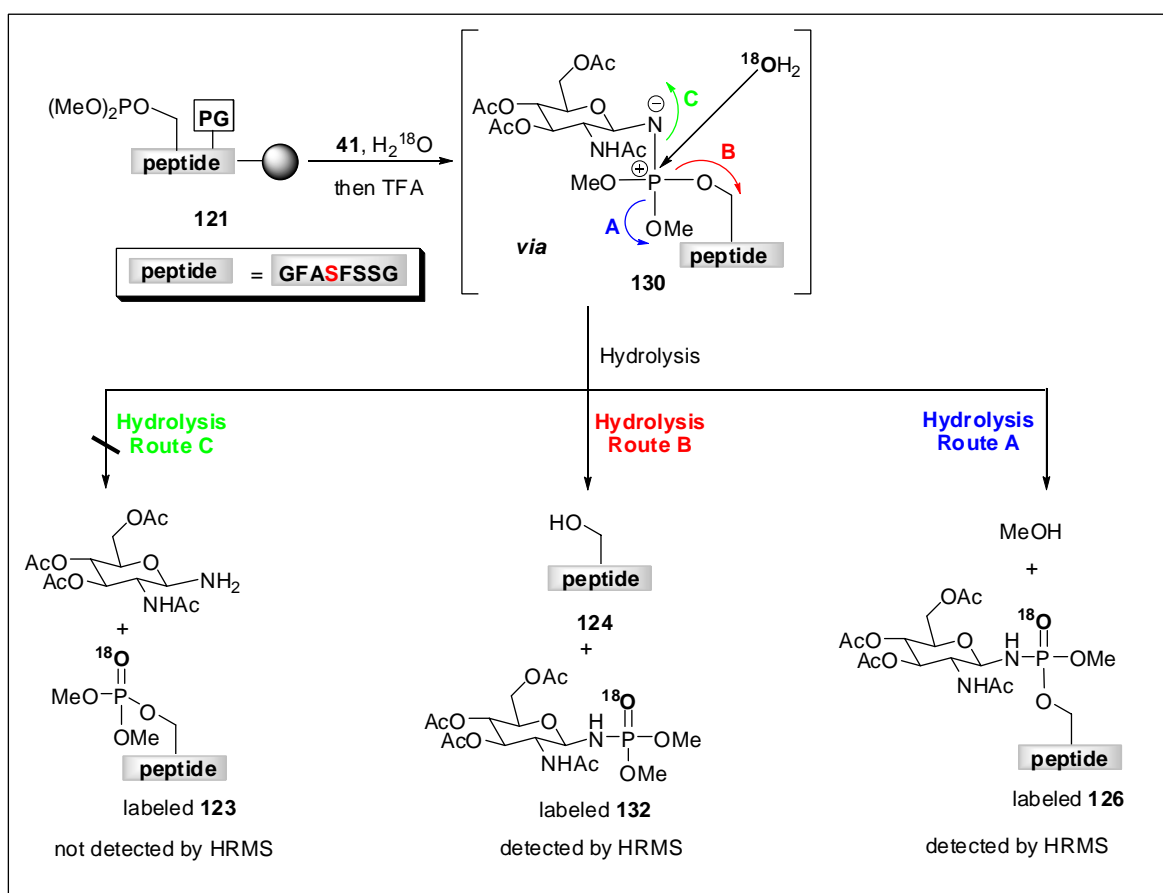 (MeO)₂PO
PG
peptide
121
41, H₂¹⁸O
then TFA
peptide = GFASFSSG
OAc
AcO
AcO
O
NHAc
N
⊖
C
¹⁸OH₂
⊕
MeO
P
O
B
A
OMe
via
peptide
130
Hydrolysis
Hydrolysis
Route C
Hydrolysis
Route B
Hydrolysis
Route A
OAc
AcO
AcO
O
NHAc
NH₂
+
¹⁸O
MeO
P
O
OMe
peptide
labeled 123
not detected by HRMS
HO
peptide
124
+
OAc
AcO
AcO
O
NHAc
H
N
¹⁸O
P
OMe
OMe
labeled 132
detected by HRMS
MeOH
+
OAc
AcO
AcO
O
NHAc
H
N
¹⁸O
P
OMe
O
peptide
labeled 126
detected by HRMS